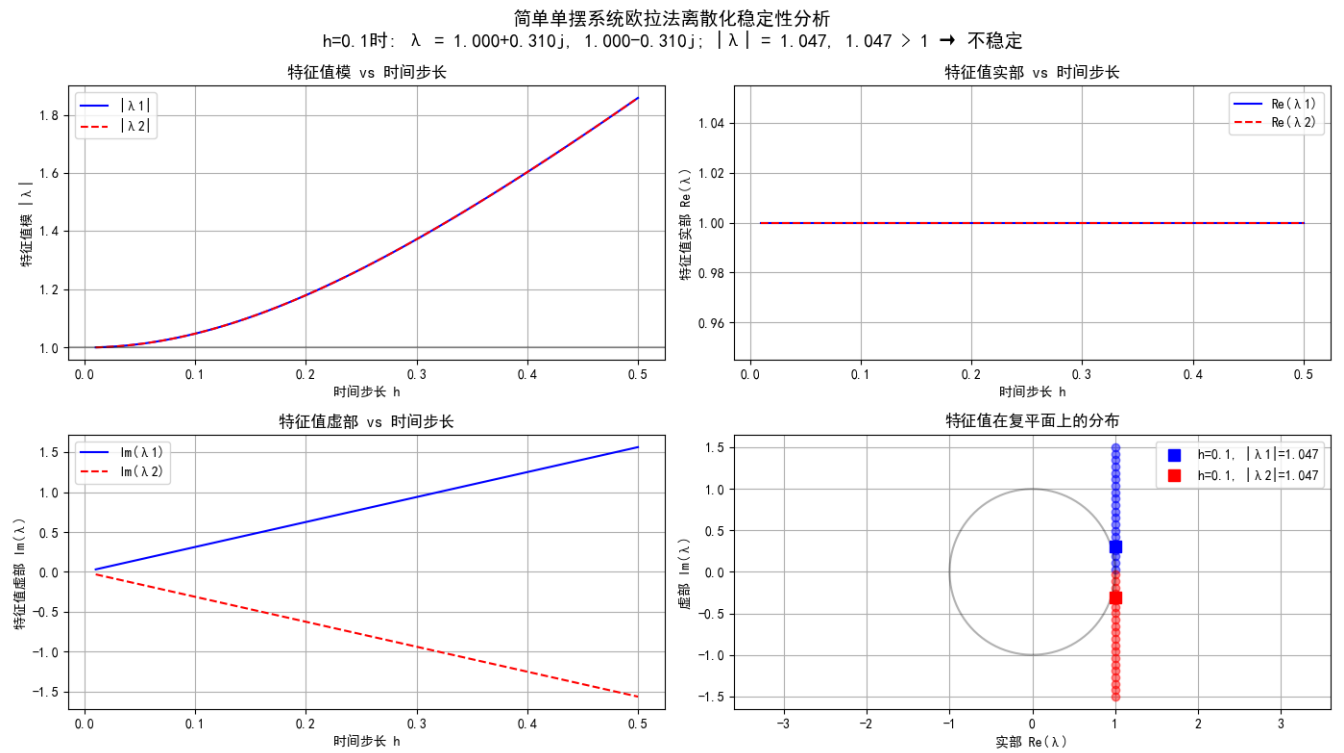 简单单摆系统欧拉法离散化稳定性分析
h=0.1时: λ = 1.000+0.310j, 1.000−0.310j; |λ| = 1.047, 1.047 > 1 → 不稳定
特征值模 vs 时间步长
|λ1|
|λ2|
特征值模 |λ|
1.8
1.6
1.4
1.2
1.0
0.0 0.1 0.2 0.3 0.4 0.5
时间步长 h
特征值实部 vs 时间步长
Re(λ1)
Re(λ2)
特征值实部 Re(λ)
1.04
1.02
1.00
0.98
0.96
0.0 0.1 0.2 0.3 0.4 0.5
时间步长 h
特征值虚部 vs 时间步长
Im(λ1)
Im(λ2)
特征值虚部 Im(λ)
1.5
1.0
0.5
0.0
−0.5
−1.0
−1.5
0.0 0.1 0.2 0.3 0.4 0.5
时间步长 h
特征值在复平面上的分布
h=0.1, |λ1|=1.047
h=0.1, |λ2|=1.047
虚部 Im(λ)
1.5
1.0
0.5
0.0
−0.5
−1.0
−1.5
−3 −2 −1 0 1 2 3
实部 Re(λ)